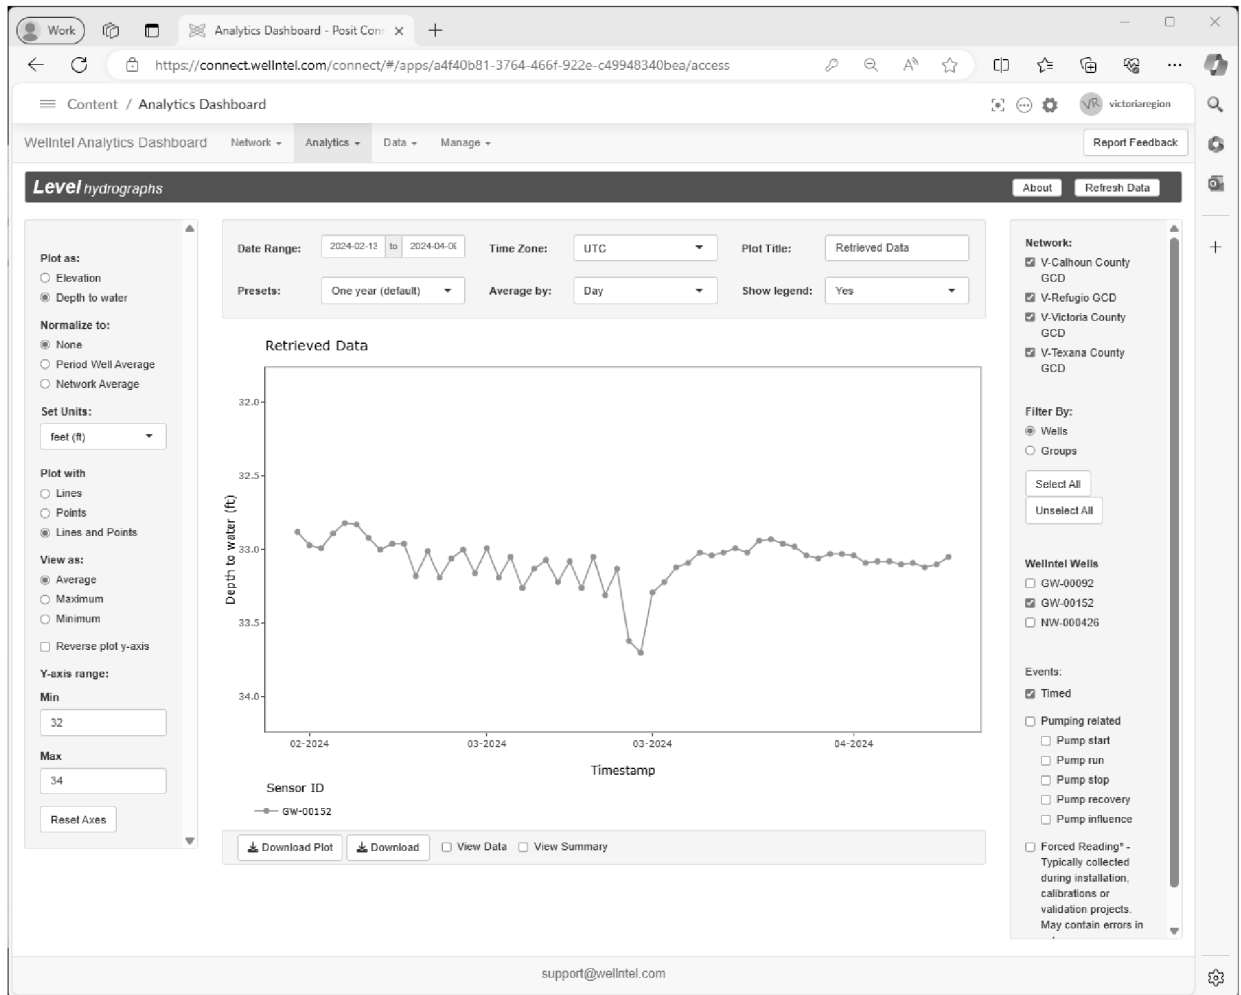 Work
Analytics Dashboard - Posit Conn
https://connect.wellntel.com/connect/#/apps/a4f40b81-3764-466f-922e-c49948340bea/access
Content / Analytics Dashboard
VR victoriaregion
Wellntel Analytics Dashboard Network Analytics Data Manage Report Feedback
Level hydrographs About Refresh Data
Plot as:
Elevation
Depth to water
Normalize to:
None
Period Well Average
Network Average
Set Units:
feet (ft)
Plot with
Lines
Points
Lines and Points
View as:
Average
Maximum
Minimum
Reverse plot y-axis
Y-axis range:
Min
32
Max
34
Reset Axes
Date Range: 2024-02-13 to Time Zone: UTC Plot Title: Retrieved Data
Presets: One year (default) Average by: Day Show legend: Yes
Retrieved Data
32.0
32.5
33.0
33.5
34.0
Depth to water (ft)
02-2024 03-2024 03-2024 04-2024
Timestamp
Sensor ID
GW-00152
Download Plot Download View Data View Summary
Network:
V-Calhoun County
GCD
V-Refugio GCD
V-Victoria County
GCD
V-Texana County
GCD
Filter By:
Wells
Groups
Select All
Unselect All
Wellntel Wells
GW-00092
GW-00152
NW-000426
Events:
Timed
Pumping related
Pump start
Pump run
Pump stop
Pump recovery
Pump influence
Forced Reading* -
Typically collected
during installation,
calibrations or
validation projects.
May contain errors in
support@wellntel.com